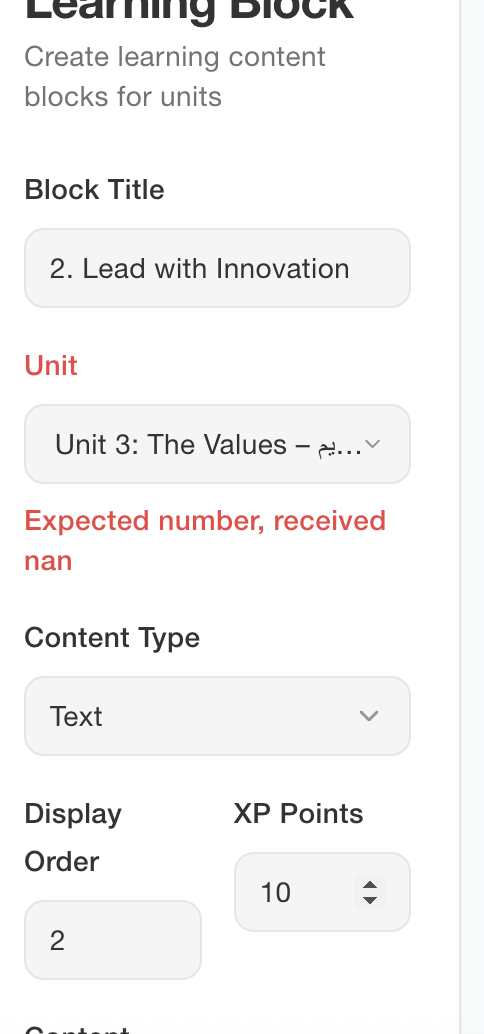 Learning Block
Create learning content
blocks for units
Block Title
2. Lead with Innovation
Unit
Unit 3: The Values – يم...
Expected number, received
nan
Content Type
Text
Display
Order
XP Points
10
2
Content